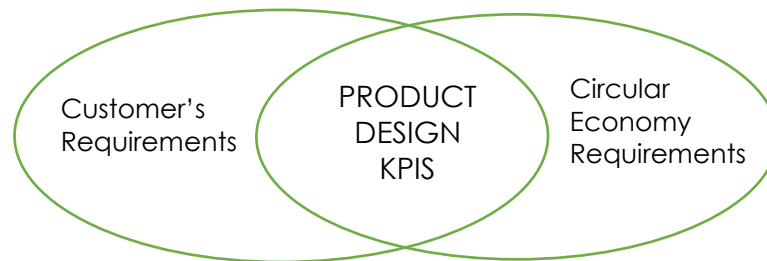 Customer's
Requirements
PRODUCT
DESIGN
KPIS
Circular
Economy
Requirements